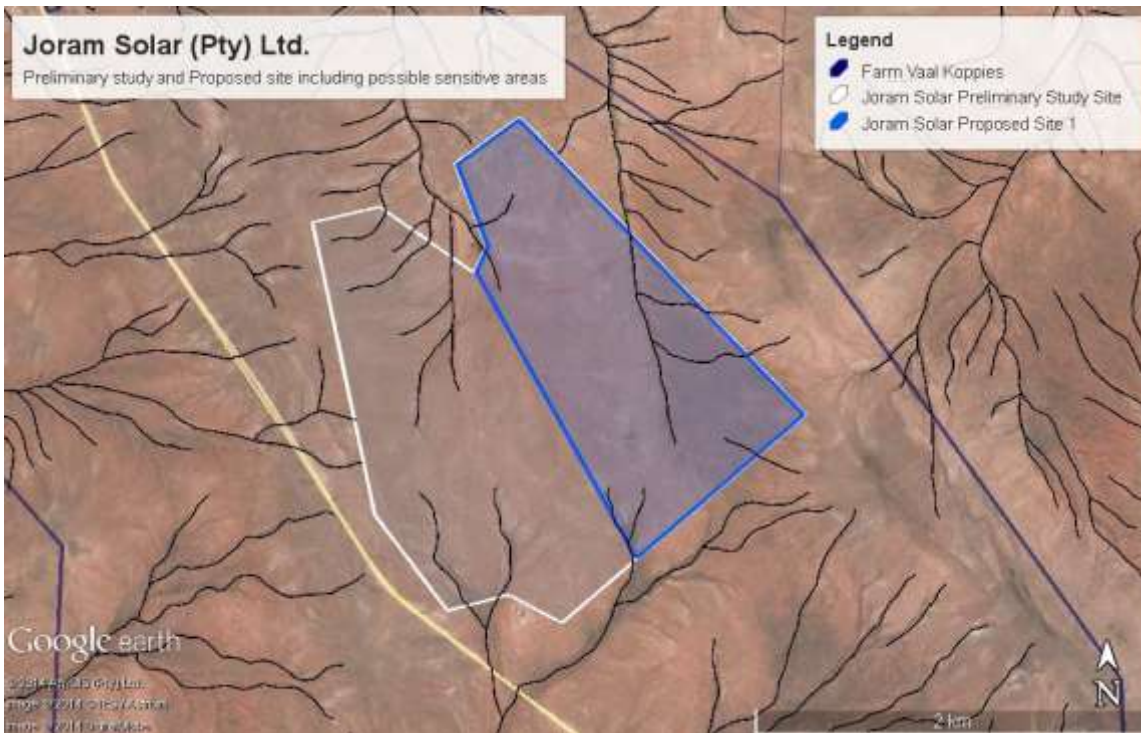 Joram Solar (Pty) Ltd.
Preliminary study and Proposed site including possible sensitive areas
Legend
Farm Vaal Koppies
Joram Solar Preliminary Study Site
Joram Solar Proposed Site 1
Google earth
N
2 km